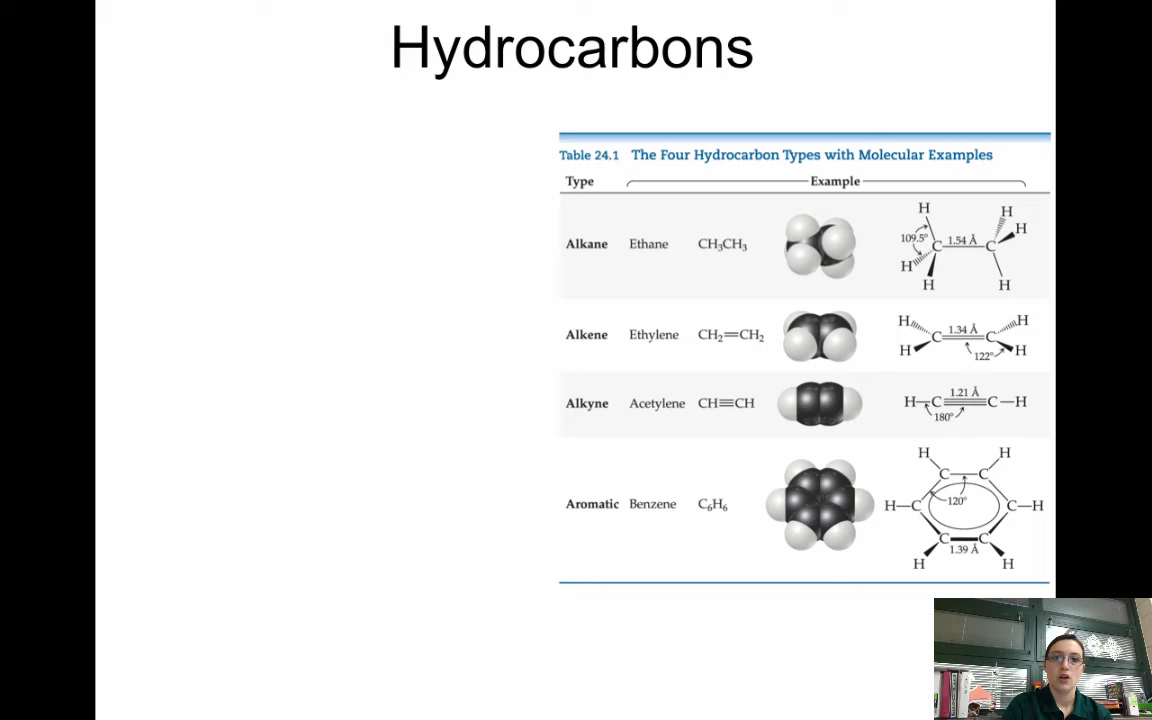 Hydrocarbons
Table 24.1 The Four Hydrocarbon Types with Molecular Examples
Type Example
Alkane Ethane CH₃CH₃
H H
H
109.5° C 1.54 Å C
H
H H
Alkene Ethylene CH₂=CH₂
H H
C 1.34 Å C
H 122° H
Alkyne Acetylene CH≡CH
1.21 Å
H—C≡C—H
180°
Aromatic Benzene C₆H₆
H H
C—C
H—C 120° C—H
C—C
1.39 Å
H H